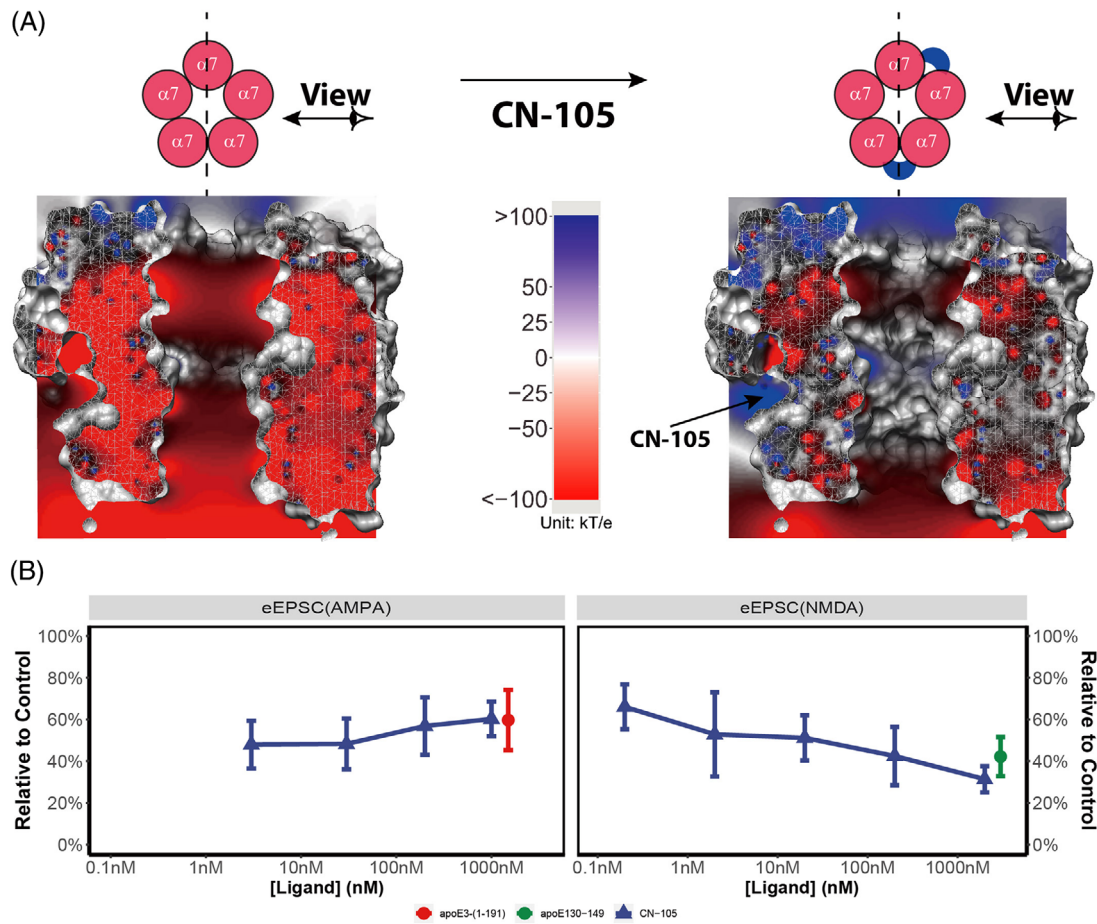 (A)
α7
α7
α7
α7
α7
View
CN-105
α7
α7
α7
α7
α7
View
>100
50
25
0
−25
−50
<−100
Unit: kT/e
CN-105
(B)
eEPSC(AMPA)
eEPSC(NMDA)
Relative to Control
100%
80%
60%
40%
20%
0%
100%
80%
60%
40%
20%
0%
Relative to Control
0.1nM
1nM
10nM
100nM
1000nM
0.1nM
1nM
10nM
100nM
1000nM
[Ligand] (nM)
[Ligand] (nM)
apoE3-(1-191)
apoE130-149
CN-105